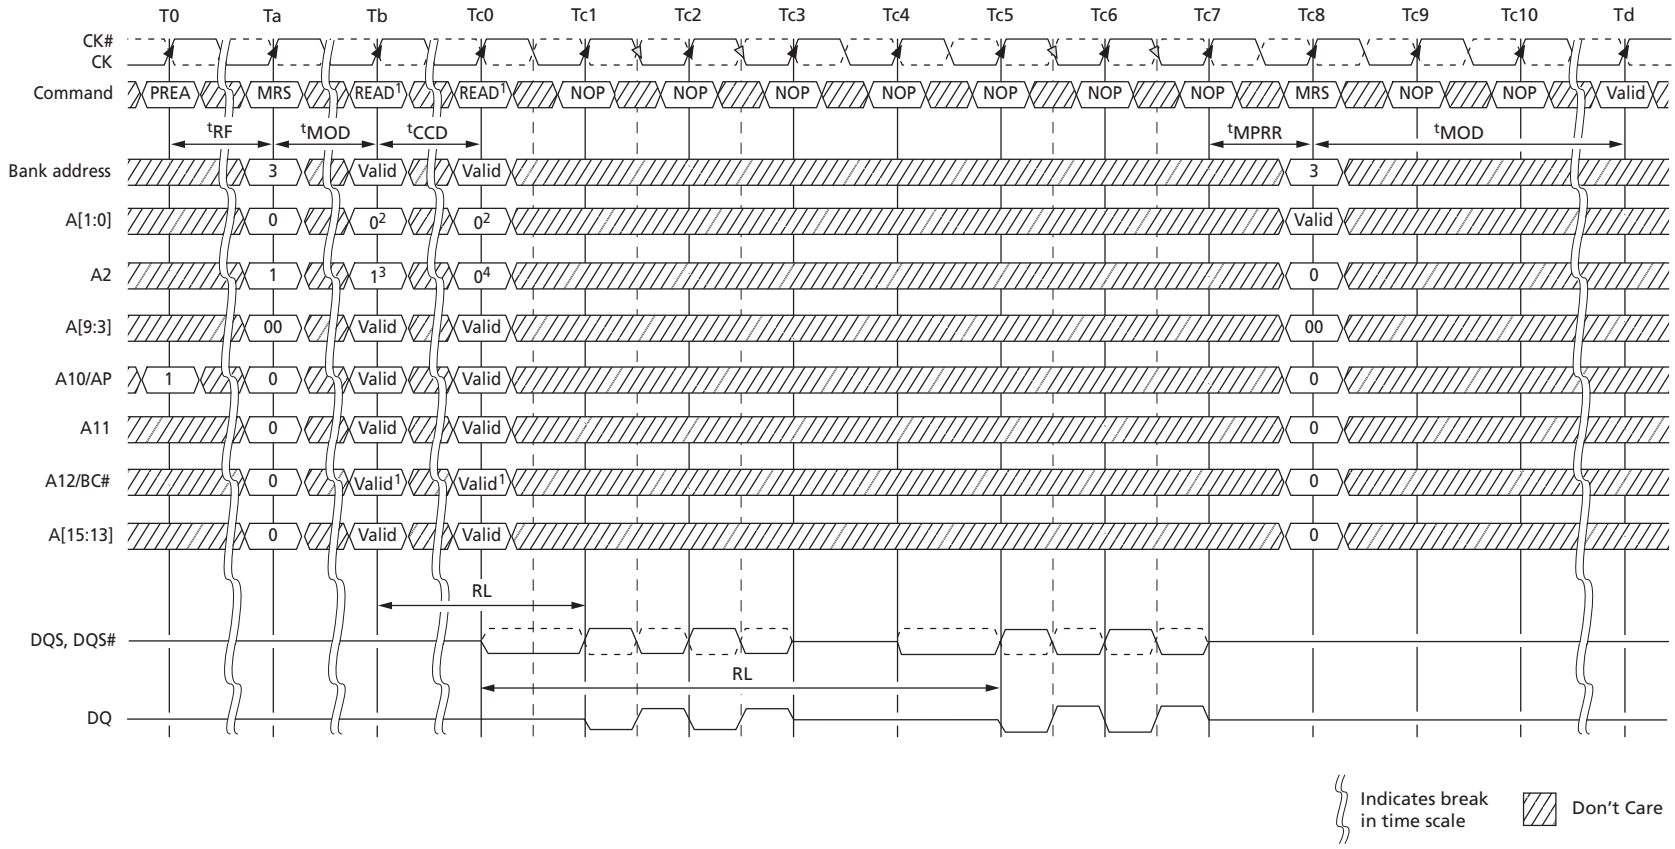 T0 Ta Tb Tc0 Tc1 Tc2 Tc3 Tc4 Tc5 Tc6 Tc7 Tc8 Tc9 Tc10 Td
CK#
CK
Command PREA MRS READ1 READ1 NOP NOP NOP NOP NOP NOP NOP MRS NOP NOP Valid
tRF tMOD tCCD tMPRR tMOD
Bank address 3 Valid Valid 3
A[1:0] 0 02 02 Valid
A2 1 13 04 0
A[9:3] 00 Valid Valid 00
A10/AP 1 0 Valid Valid 0
A11 0 Valid Valid 0
A12/BC# 0 Valid1 Valid1 0
A[15:13] 0 Valid Valid 0
RL
DQS, DQS#
RL
DQ
Indicates break
in time scale
Don't Care